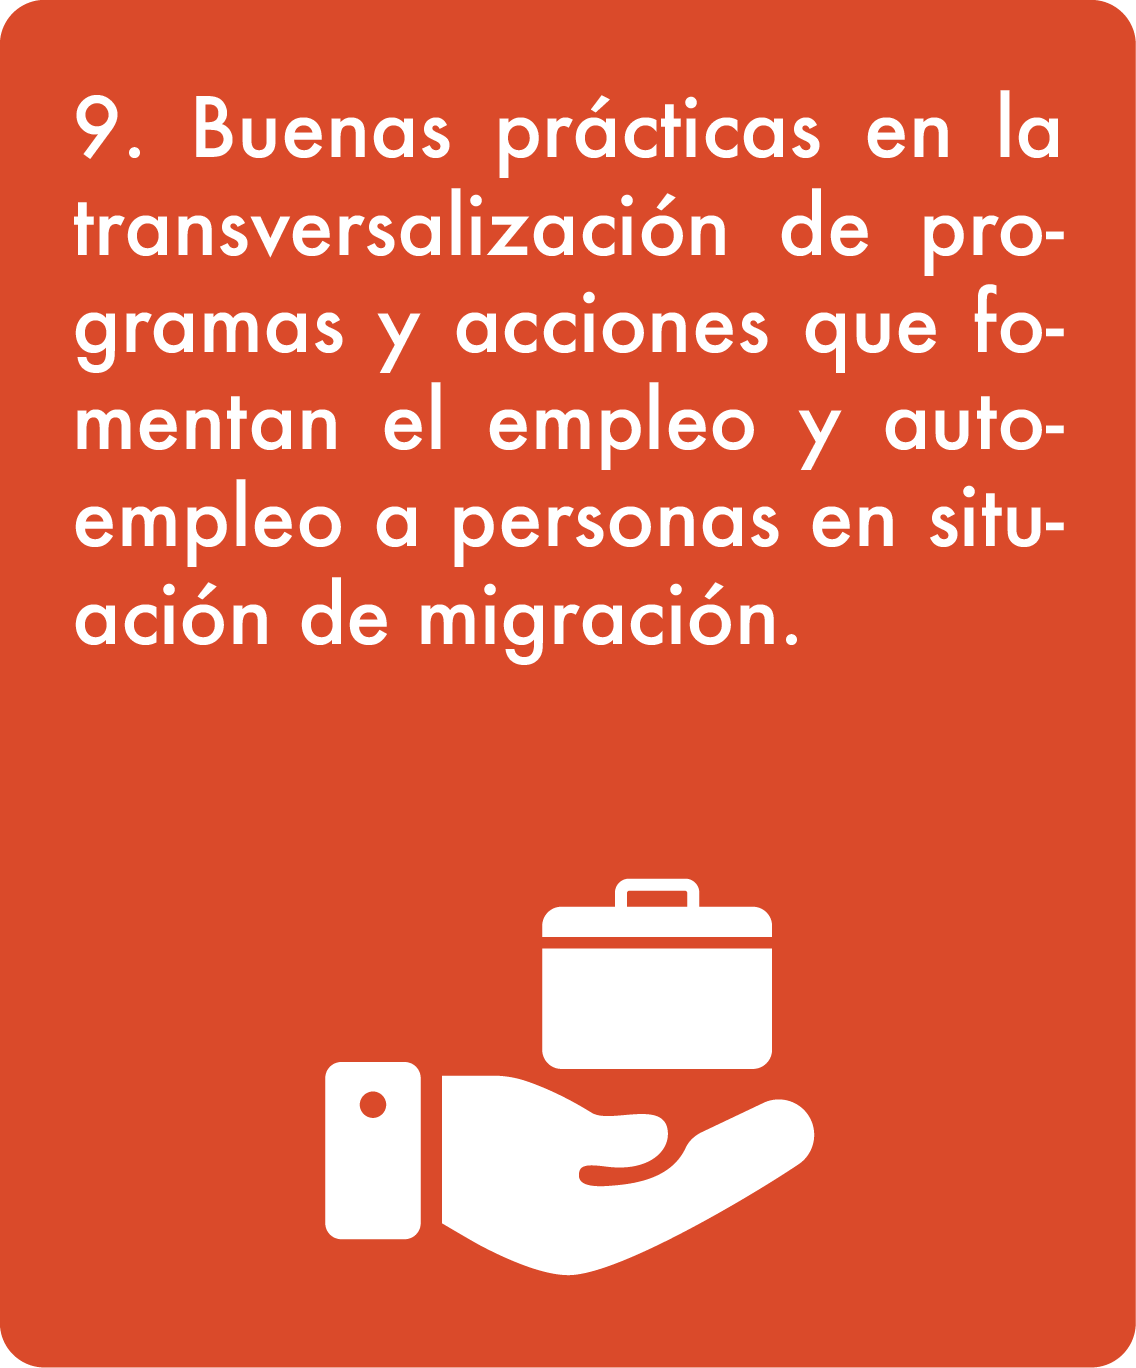 9. Buenas prácticas en la
transversalización de pro-
gramas y acciones que fo-
mentan el empleo y auto-
empleo a personas en situ-
ación de migración.